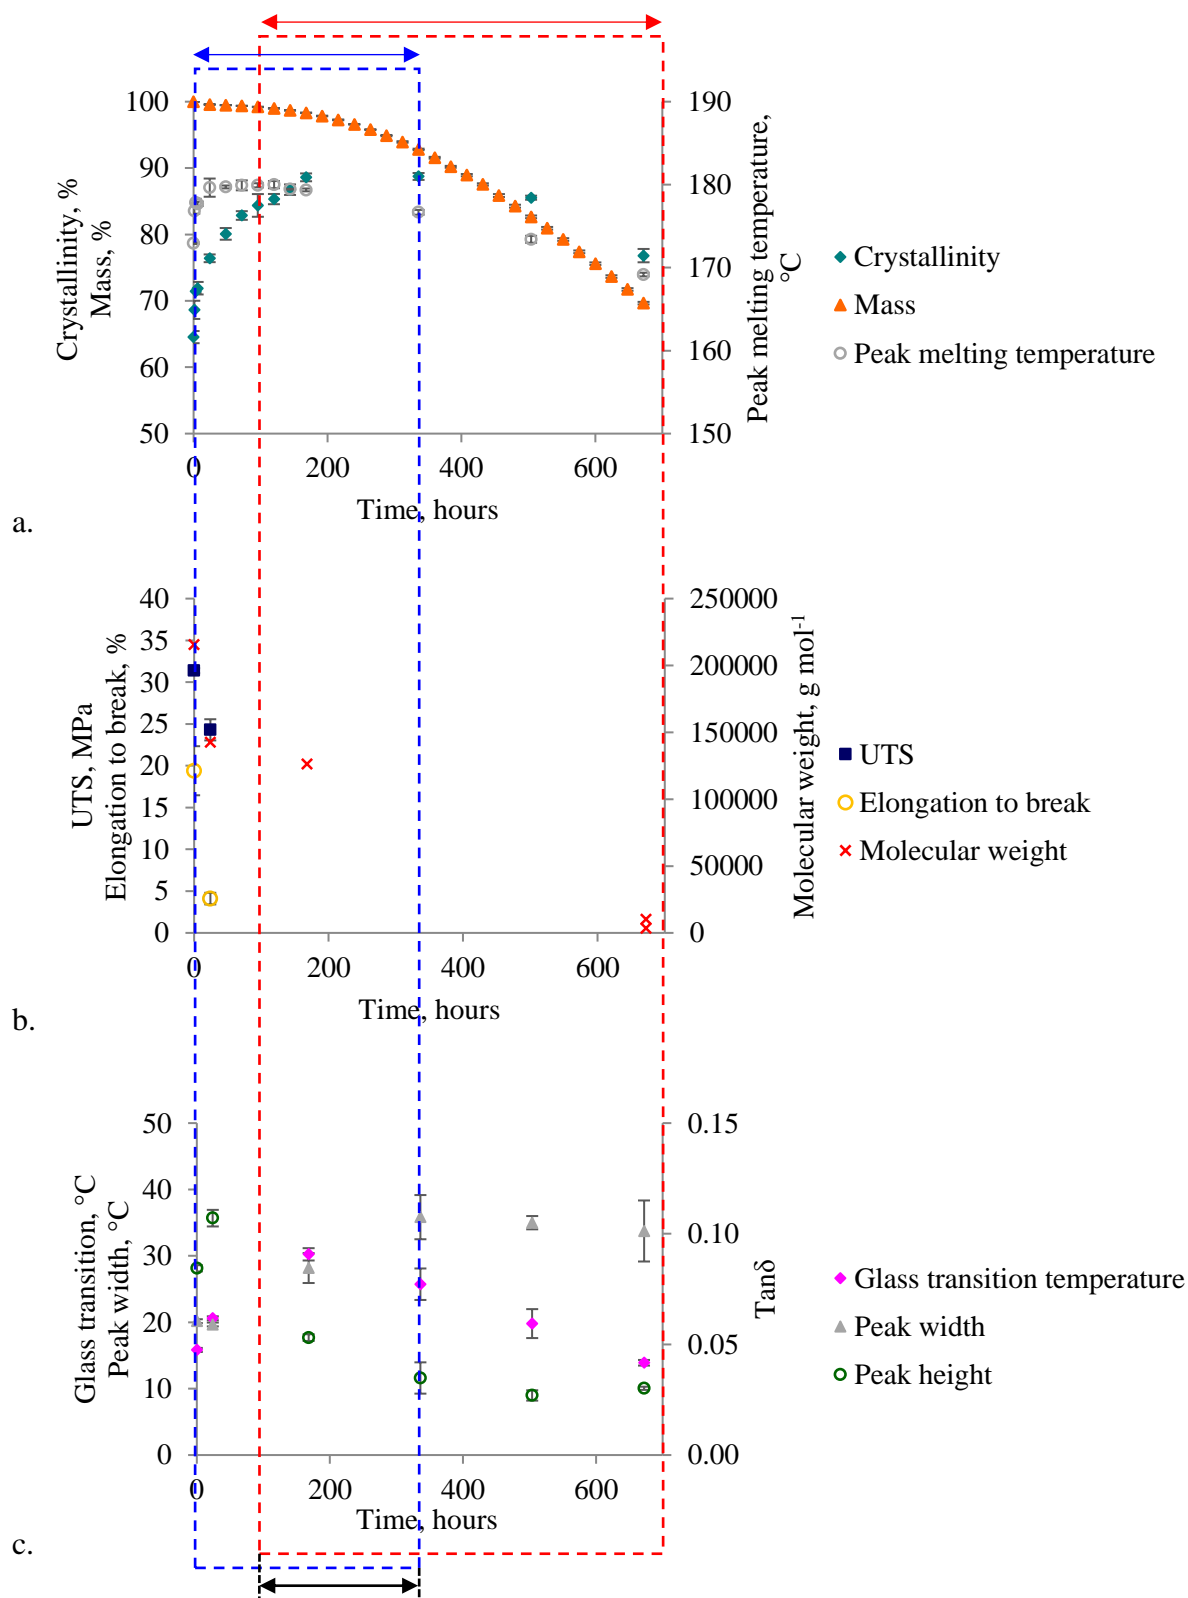 100
90
80
70
60
50
Crystallinity, %
Mass, %
190
180
170
160
150
Peak melting temperature,
°C
0
200
400
600
Time, hours
Crystallinity
Mass
Peak melting temperature
a.
40
35
30
25
20
15
10
5
0
UTS, MPa
Elongation to break, %
250000
200000
150000
100000
50000
0
Molecular weight, g mol-1
0
200
400
600
Time, hours
UTS
Elongation to break
Molecular weight
b.
50
40
30
20
10
0
Glass transition, °C
Peak width, °C
0.15
0.10
0.05
0.00
Tanδ
0
200
400
600
Time, hours
Glass transition temperature
Peak width
Peak height
c.